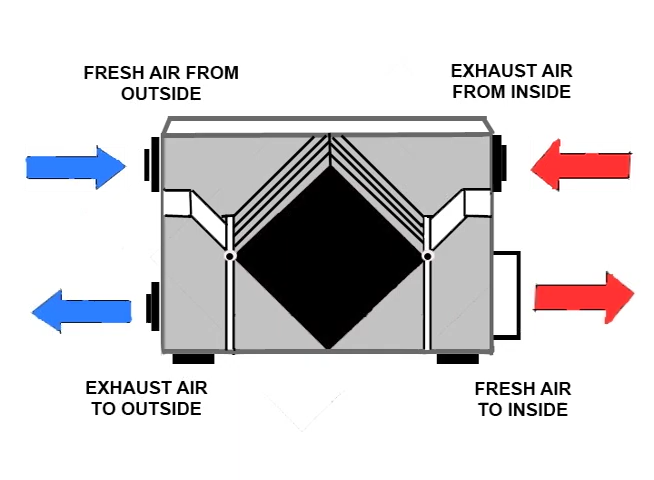 FRESH AIR FROM
OUTSIDE
EXHAUST AIR
FROM INSIDE
EXHAUST AIR
TO OUTSIDE
FRESH AIR
TO INSIDE